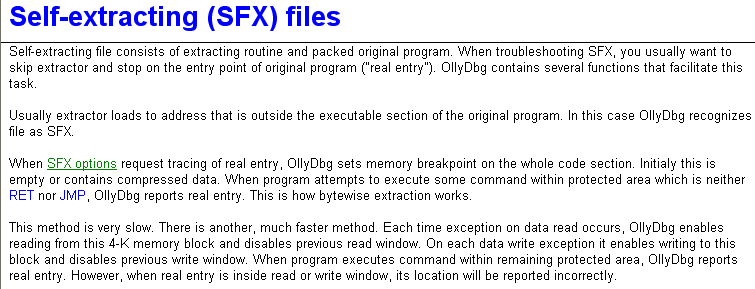 Self-extracting (SFX) files
Self-extracting file consists of extracting routine and packed original program. When troubleshooting SFX, you usually want to
skip extractor and stop on the entry point of original program ("real entry"). OllyDbg contains several functions that facilitate this
task.
Usually extractor loads to address that is outside the executable section of the original program. In this case OllyDbg recognizes
file as SFX.
When SFX options request tracing of real entry, OllyDbg sets memory breakpoint on the whole code section. Initialy this is
empty or contains compressed data. When program attempts to execute some command within protected area which is neither
RET nor JMP, OllyDbg reports real entry. This is how bytewise extraction works.
This method is very slow. There is another, much faster method. Each time exception on data read occurs, OllyDbg enables
reading from this 4-K memory block and disables previous read window. On each data write exception it enables writing to this
block and disables previous write window. When program executes command within remaining protected area, OllyDbg reports
real entry. However, when real entry is inside read or write window, its location will be reported incorrectly.